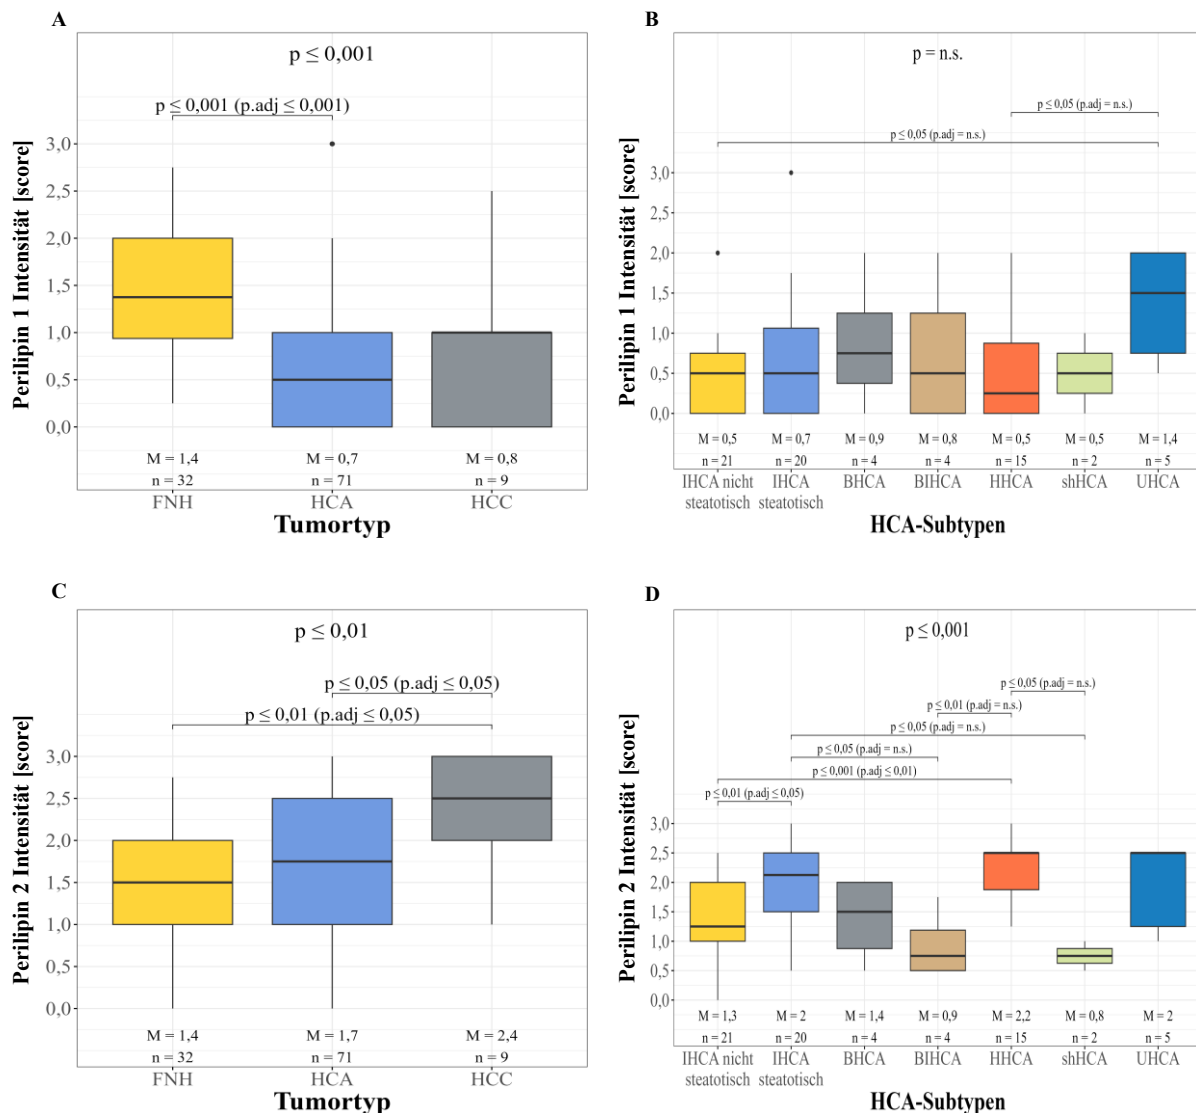 A
p ≤ 0,001
p ≤ 0,001 (p.adj ≤ 0,001)
Perilipin 1 Intensität [score]
3,0
2,5
2,0
1,5
1,0
0,5
0,0
M = 1,4 M = 0,7 M = 0,8
n = 32 n = 71 n = 9
FNH HCA HCC
Tumortyp
B
p = n.s.
p ≤ 0,05 (p.adj = n.s.)
p ≤ 0,05 (p.adj = n.s.)
Perilipin 1 Intensität [score]
3,0
2,5
2,0
1,5
1,0
0,5
0,0
M = 0,5 M = 0,7 M = 0,9 M = 0,8 M = 0,5 M = 0,5 M = 1,4
n = 21 n = 20 n = 4 n = 4 n = 15 n = 2 n = 5
IHCA nicht IHCA BHCA BIHCA HHCA shHCA UHCA
steatotisch steatotisch
HCA-Subtypen
C
p ≤ 0,01
p ≤ 0,05 (p.adj ≤ 0,05)
p ≤ 0,01 (p.adj ≤ 0,05)
Perilipin 2 Intensität [score]
3,0
2,5
2,0
1,5
1,0
0,5
0,0
M = 1,4 M = 1,7 M = 2,4
n = 32 n = 71 n = 9
FNH HCA HCC
Tumortyp
D
p ≤ 0,001
p ≤ 0,05 (p.adj = n.s.)
p ≤ 0,01 (p.adj = n.s.)
p ≤ 0,05 (p.adj = n.s.)
p ≤ 0,05 (p.adj = n.s.)
p ≤ 0,001 (p.adj ≤ 0,01)
p ≤ 0,01 (p.adj ≤ 0,05)
Perilipin 2 Intensität [score]
3,0
2,5
2,0
1,5
1,0
0,5
0,0
M = 1,3 M = 2 M = 1,4 M = 0,9 M = 2,2 M = 0,8 M = 2
n = 21 n = 20 n = 4 n = 4 n = 15 n = 2 n = 5
IHCA nicht IHCA BHCA BIHCA HHCA shHCA UHCA
steatotisch steatotisch
HCA-Subtypen